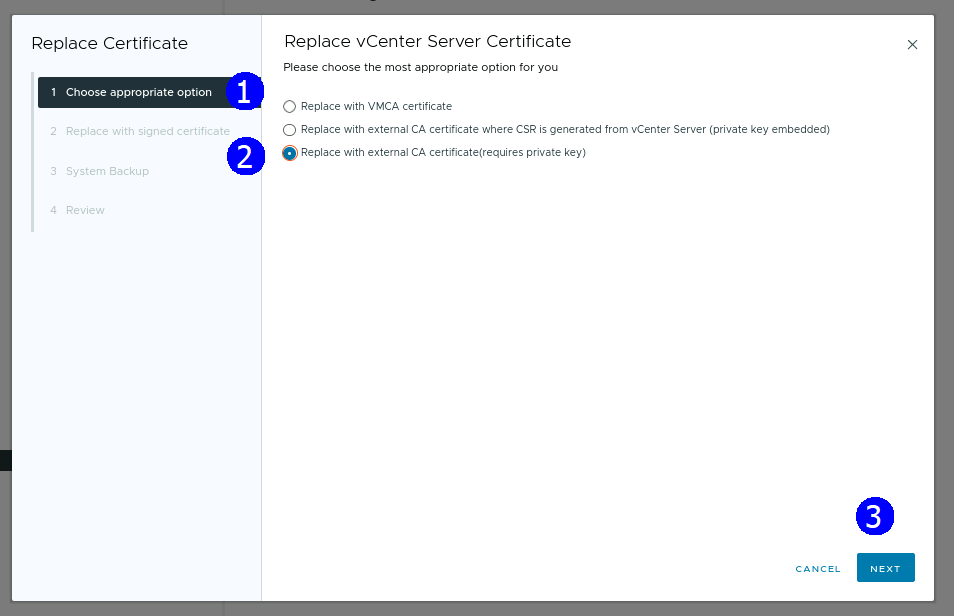 Replace Certificate
1 Choose appropriate option
1
2 Replace with signed certificate
2
3 System Backup
4 Review
Replace vCenter Server Certificate
Please choose the most appropriate option for you
Replace with VMCA certificate
Replace with external CA certificate where CSR is generated from vCenter Server (private key embedded)
Replace with external CA certificate(requires private key)
3
CANCEL
NEXT